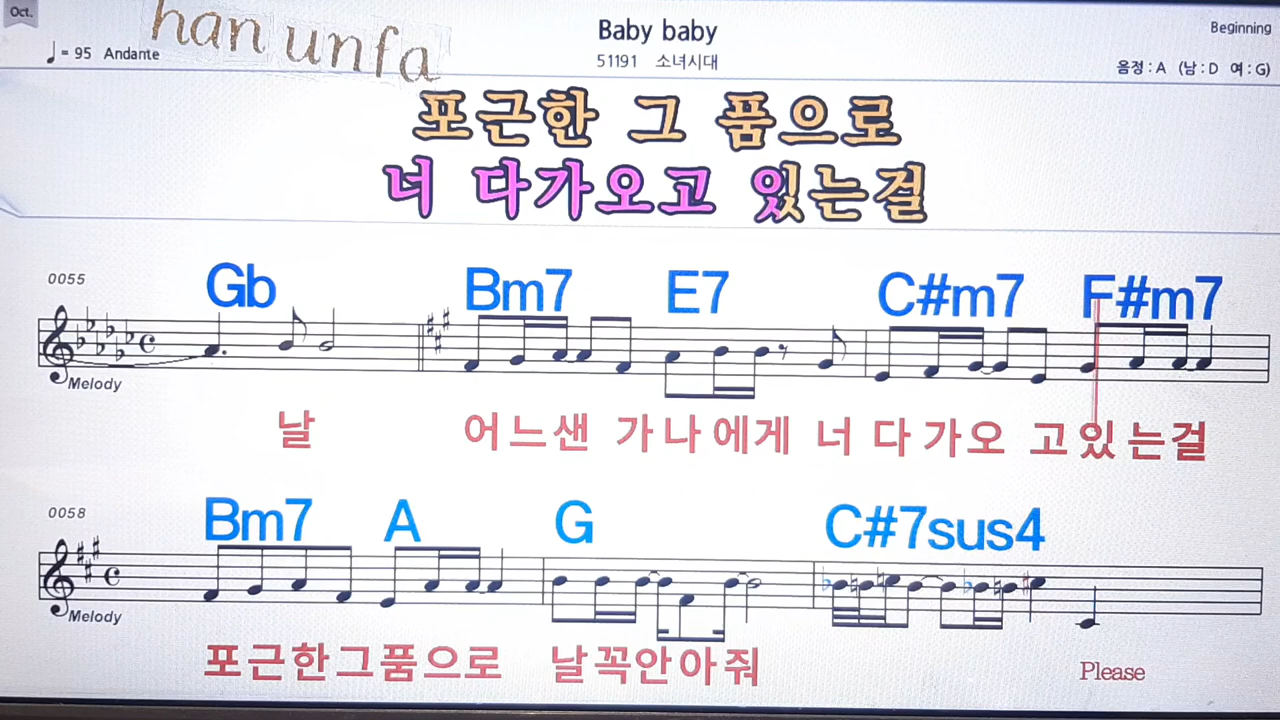 Oct.
han unfa
Baby baby
Beginning
♩ = 95 Andante
51191 소녀시대
음정 : A (남 : D 여 : G)
포근한 그 품으로
너 다가오고 있는걸
0055
Gb Bm7 E7 C#m7 F#m7
Melody
날 어느샌 가나에게 너 다가오 고있는걸
0058
Bm7 A G C#7sus4
Melody
포근한그품으로 날꼭안아줘 Please